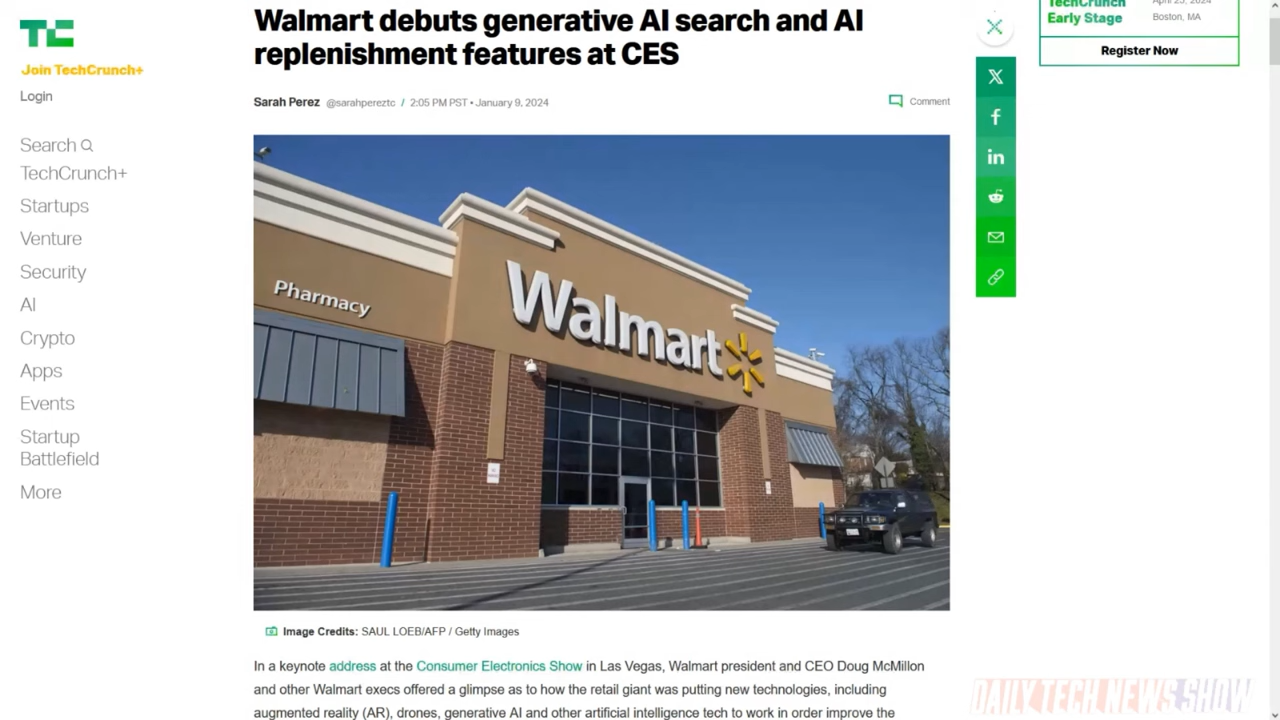 Walmart debuts generative AI search and AI
replenishment features at CES
TC
Join TechCrunch+
Login
Search
TechCrunch+
Startups
Venture
Security
AI
Crypto
Apps
Events
Startup
Battlefield
More
Sarah Perez @sarahpereztc / 2:05 PM PST • January 9, 2024
Comment
Pharmacy
Walmart
Image Credits: SAUL LOEB/AFP / Getty Images
In a keynote address at the Consumer Electronics Show in Las Vegas, Walmart president and CEO Doug McMillon
and other Walmart execs offered a glimpse as to how the retail giant was putting new technologies, including
augmented reality (AR), drones, generative AI and other artificial intelligence tech to work in order improve the
X
f
in
TechCrunch
Early Stage
April 25, 2024
Boston, MA
Register Now
DAILY TECH NEWS SHOW